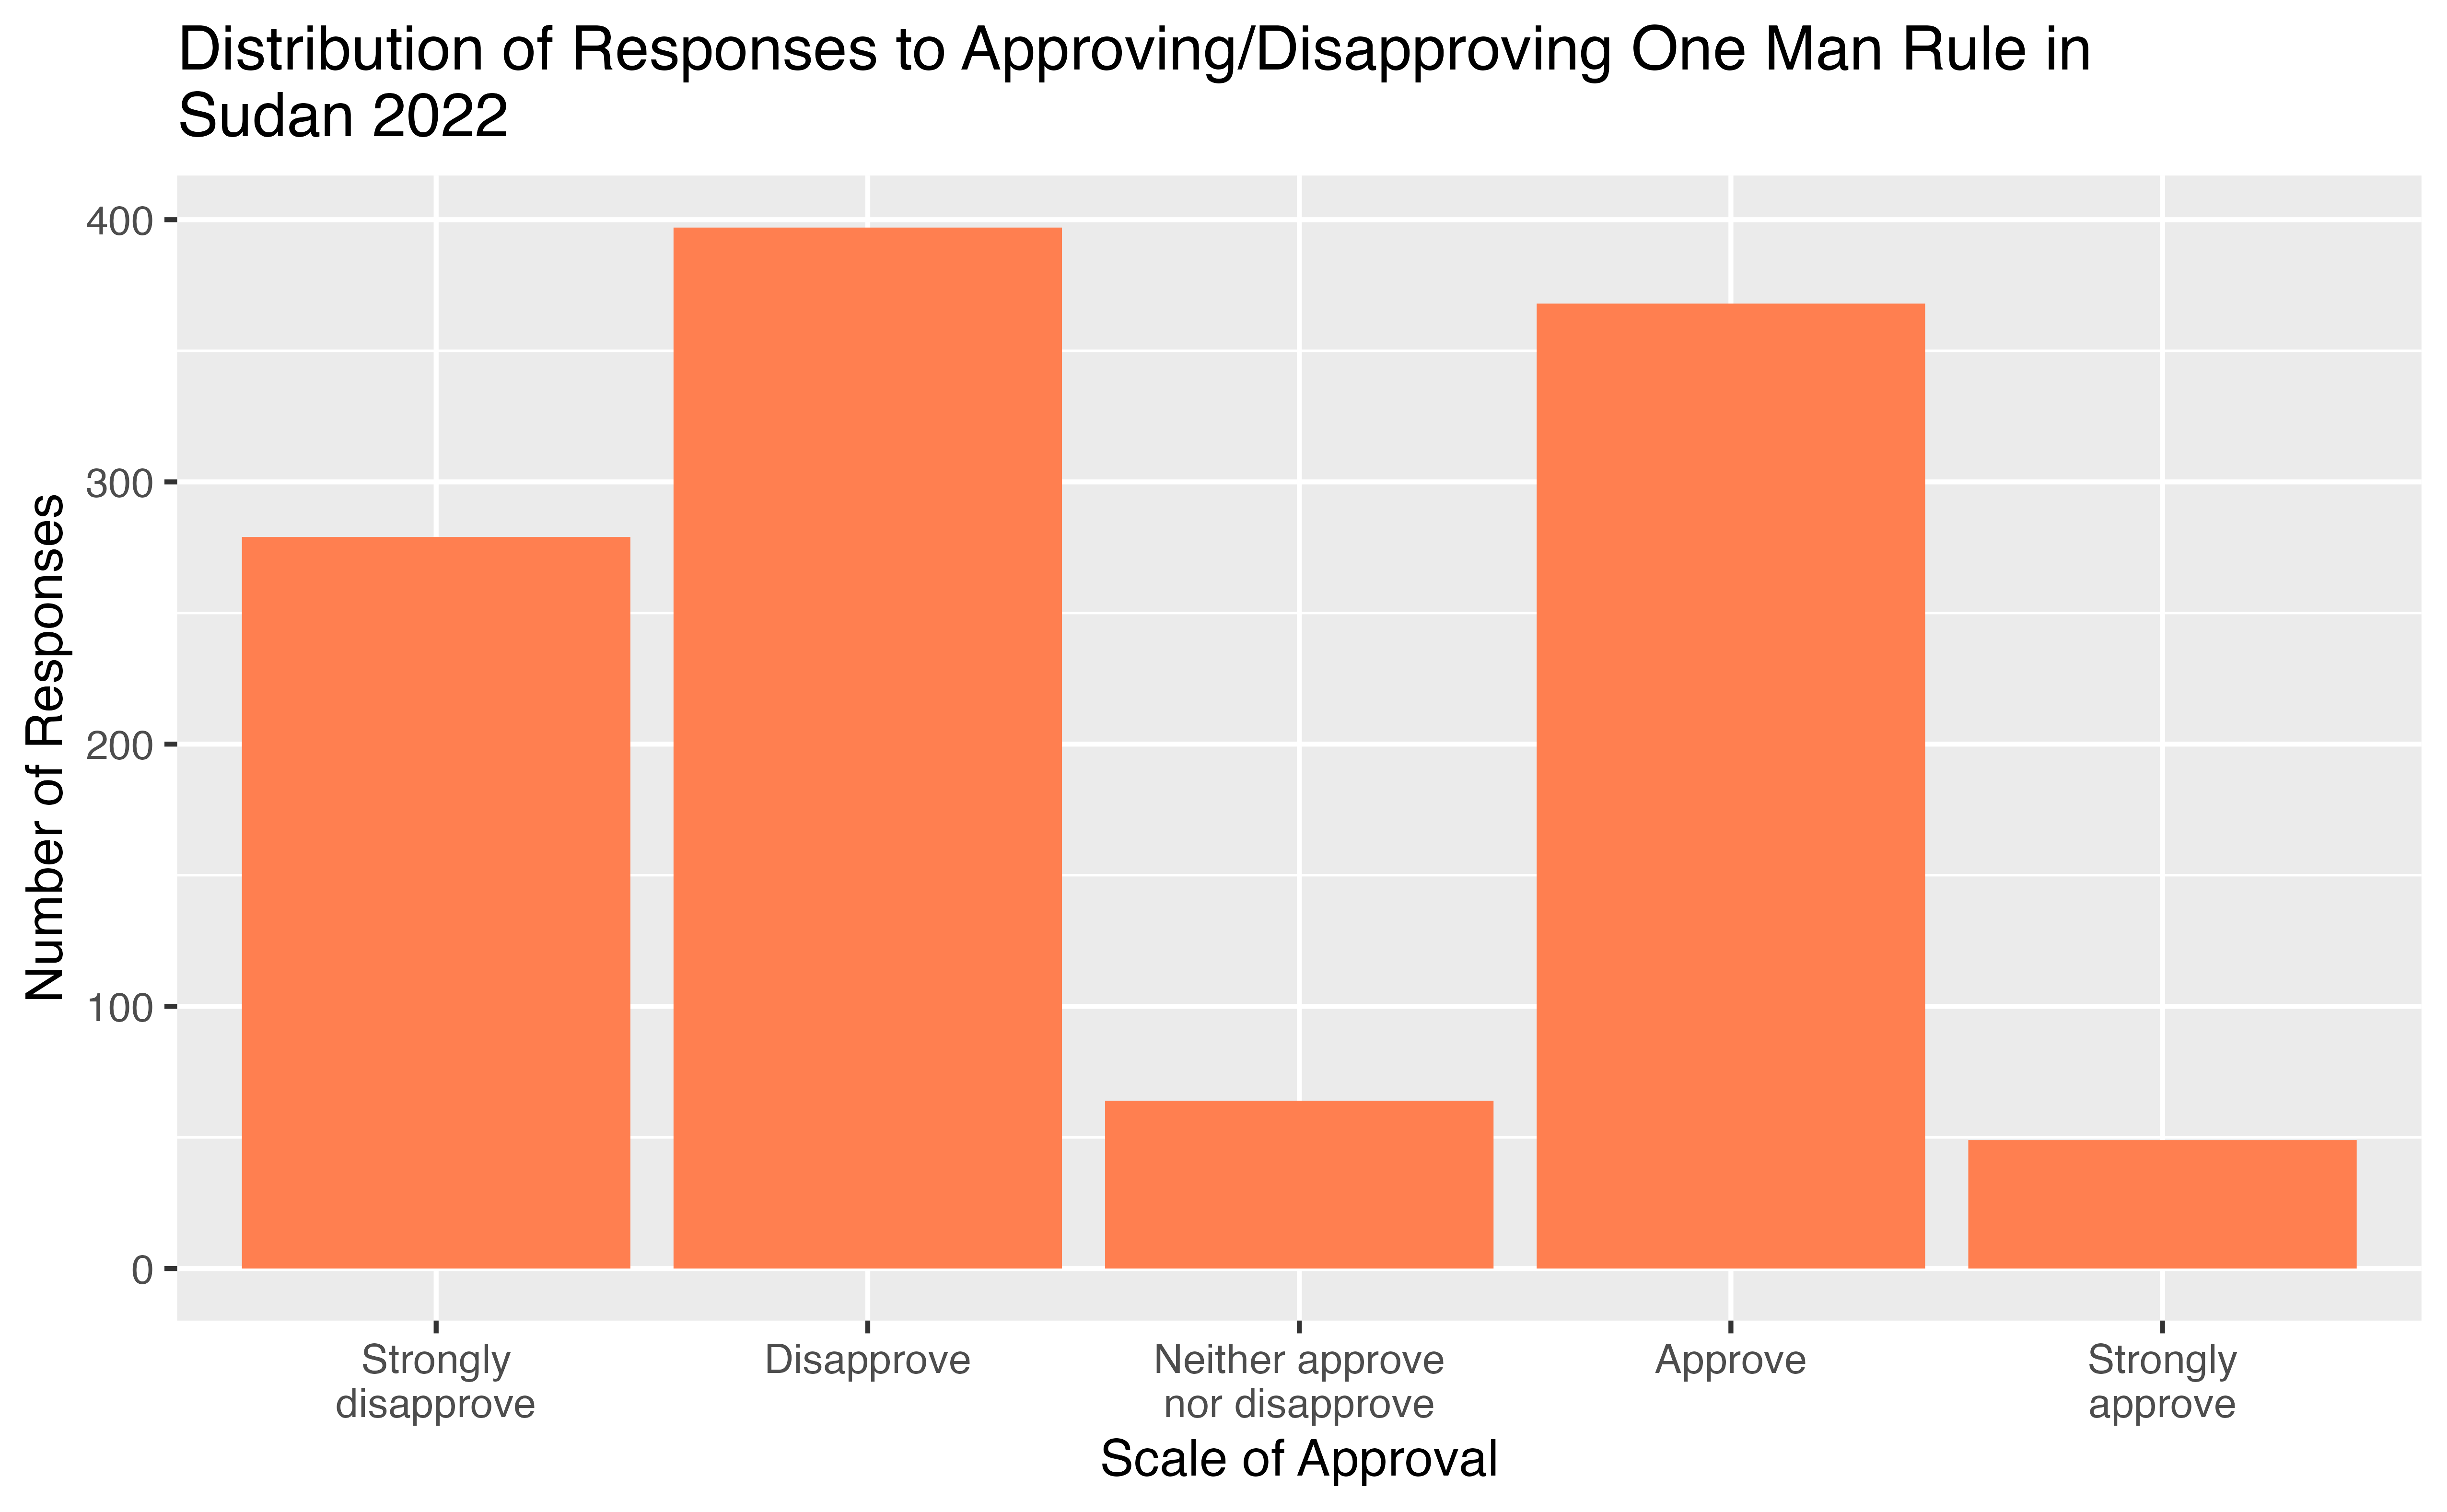 Distribution of Responses to Approving/Disapproving One Man Rule in
Sudan 2022
Number of Responses
400
300
200
100
0
Strongly
disapprove
Disapprove
Neither approve
nor disapprove
Approve
Strongly
approve
Scale of Approval